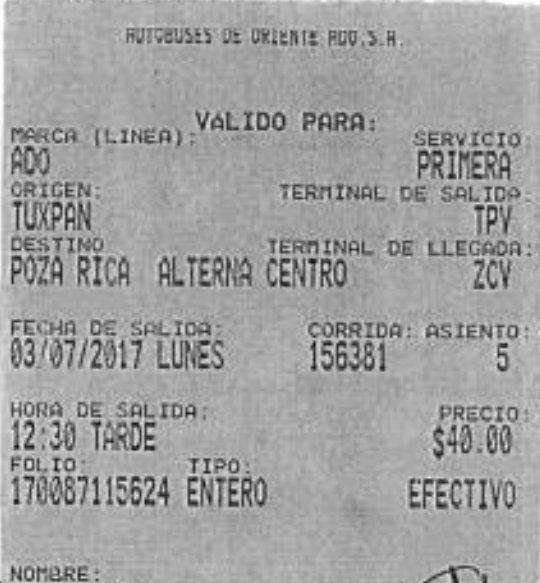 AUTOBUSES DE ORIENTE ADO,S.A.
VALIDO PARA:
MARCA (LINEA): SERVICIO:
ADO PRIMERA
ORIGEN: TERMINAL DE SALIDA:
TUXPAN TPV
DESTINO TERMINAL DE LLEGADA:
POZA RICA ALTERNA CENTRO ZCV
FECHA DE SALIDA: CORRIDA: ASIENTO:
03/07/2017 LUNES 156381 5
HORA DE SALIDA: PRECIO:
12:30 TARDE $40.00
FOLIO: TIPO:
170087115624 ENTERO EFECTIVO
NOMBRE: